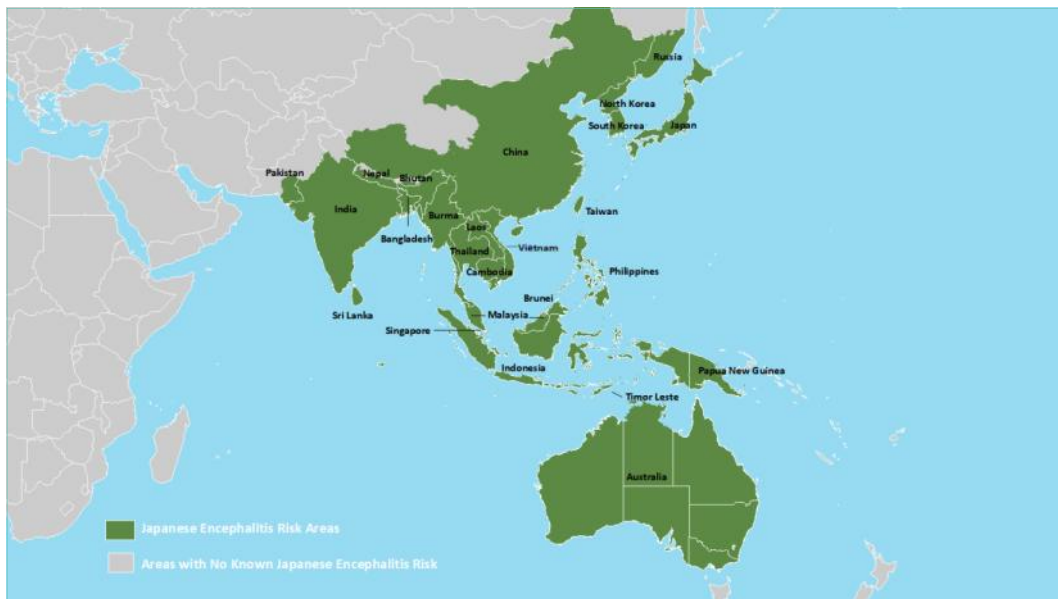 Russia
North Korea
South Korea
Japan
China
Pakistan
Nepal
Bhutan
India
Burma
Taiwan
Laos
Bangladesh
Vietnam
Thailand
Cambodia
Philippines
Brunei
Sri Lanka
Malaysia
Singapore
Indonesia
Papua New Guinea
Timor Leste
Australia
Japanese Encephalitis Risk Areas
Areas with No Known Japanese Encephalitis Risk